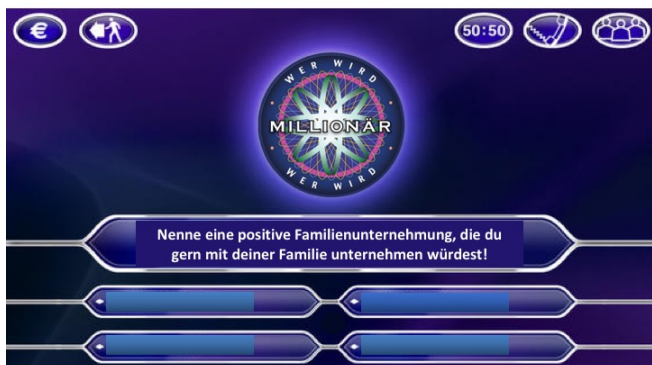 €
50:50
WER WIRD
MILLIONÄR
WER WIRD
Nenne eine positive Familienunternehmung, die du
gern mit deiner Familie unternehmen würdest!